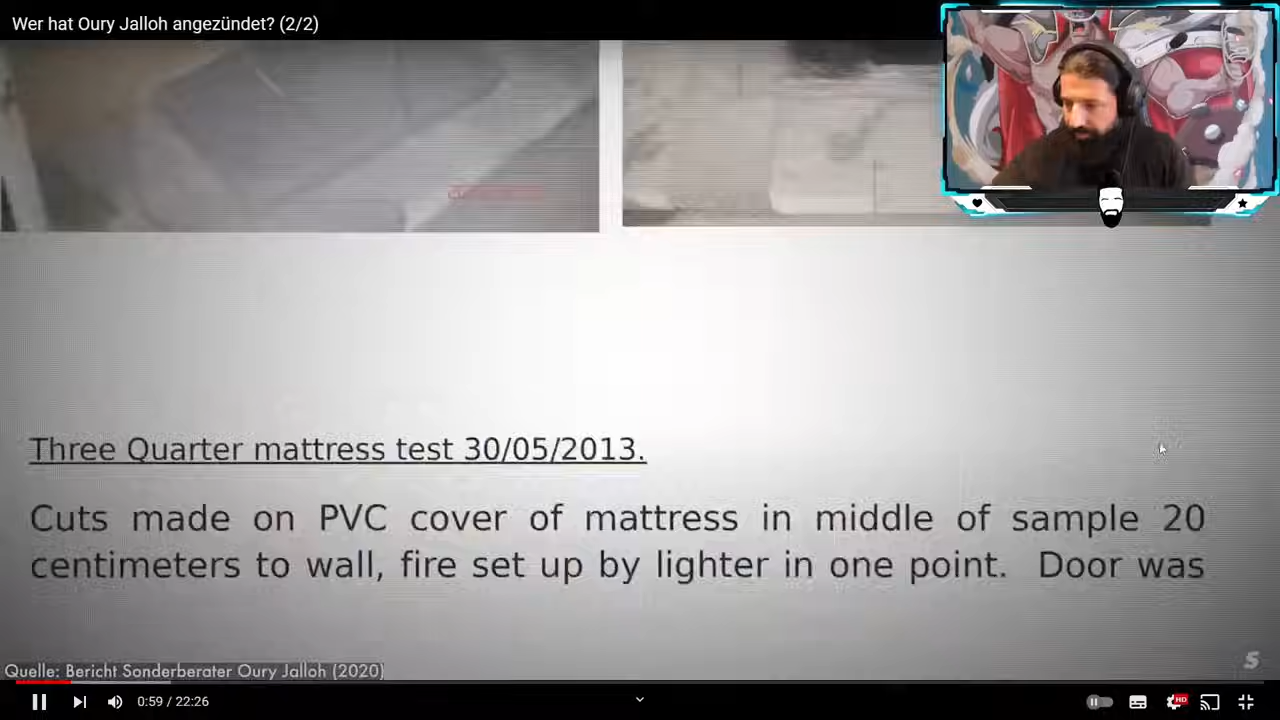 Wer hat Oury Jalloh angezündet? (2/2)
Three Quarter mattress test 30/05/2013.
Cuts made on PVC cover of mattress in middle of sample 20
centimeters to wall, fire set up by lighter in one point. Door was
Quelle: Bericht Sonderberater Oury Jalloh (2020)
S
0:59 / 22:26
HD